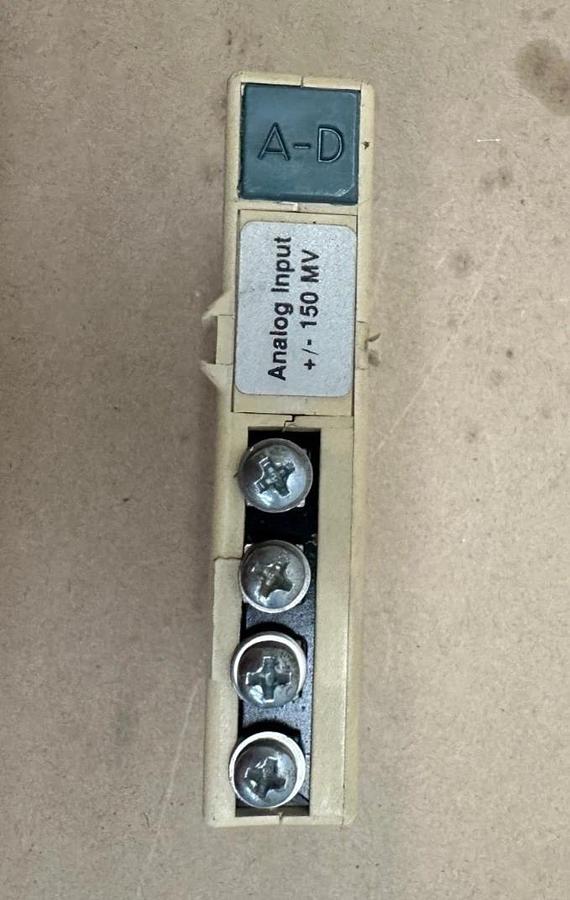 A-D
Analog Input
+/- 150 MV